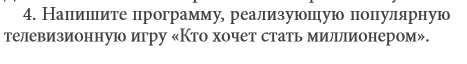 4. Напишите программу, реализующую популярную
телевизионную игру «Кто хочет стать миллионером».